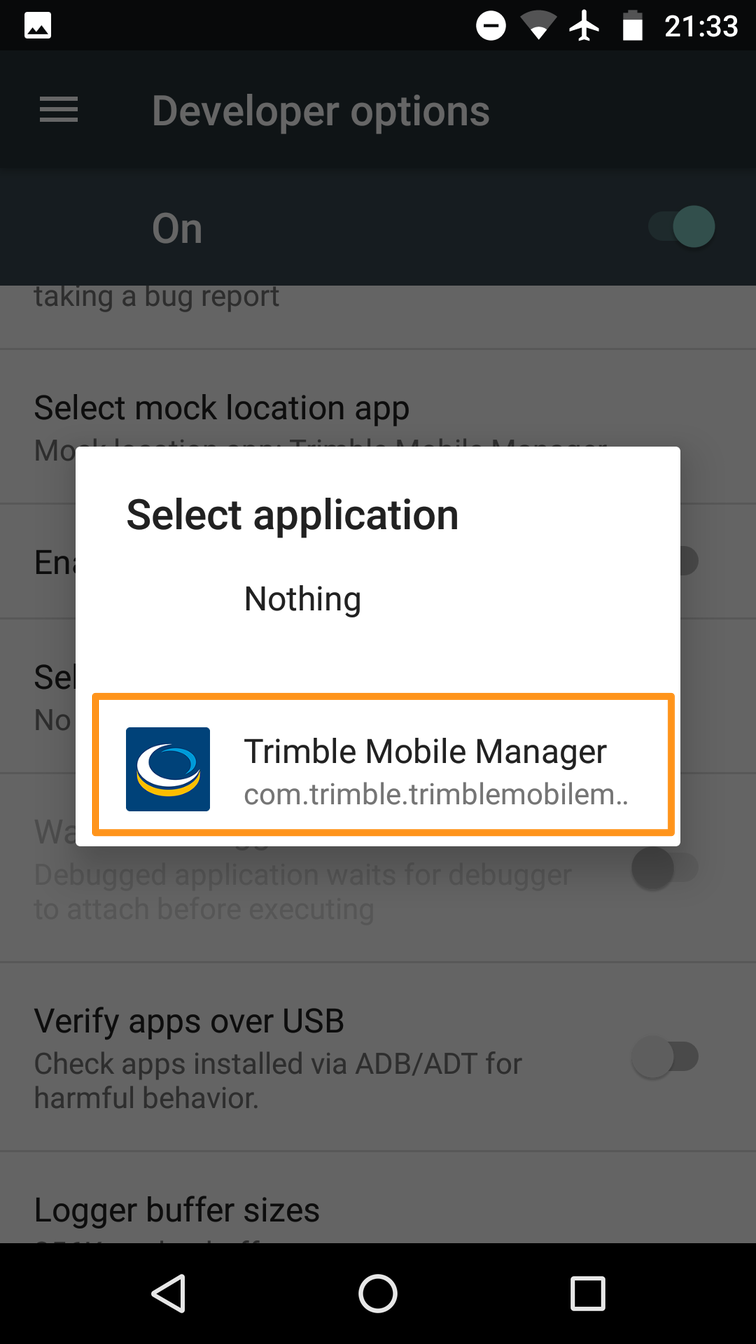 21:33
Developer options
On
taking a bug report
Select mock location app
Select application
Nothing
Trimble Mobile Manager
com.trimble.trimblemobilem..
No
Debugged application waits for debugger
to attach before executing
Verify apps over USB
Check apps installed via ADB/ADT for
harmful behavior.
Logger buffer sizes